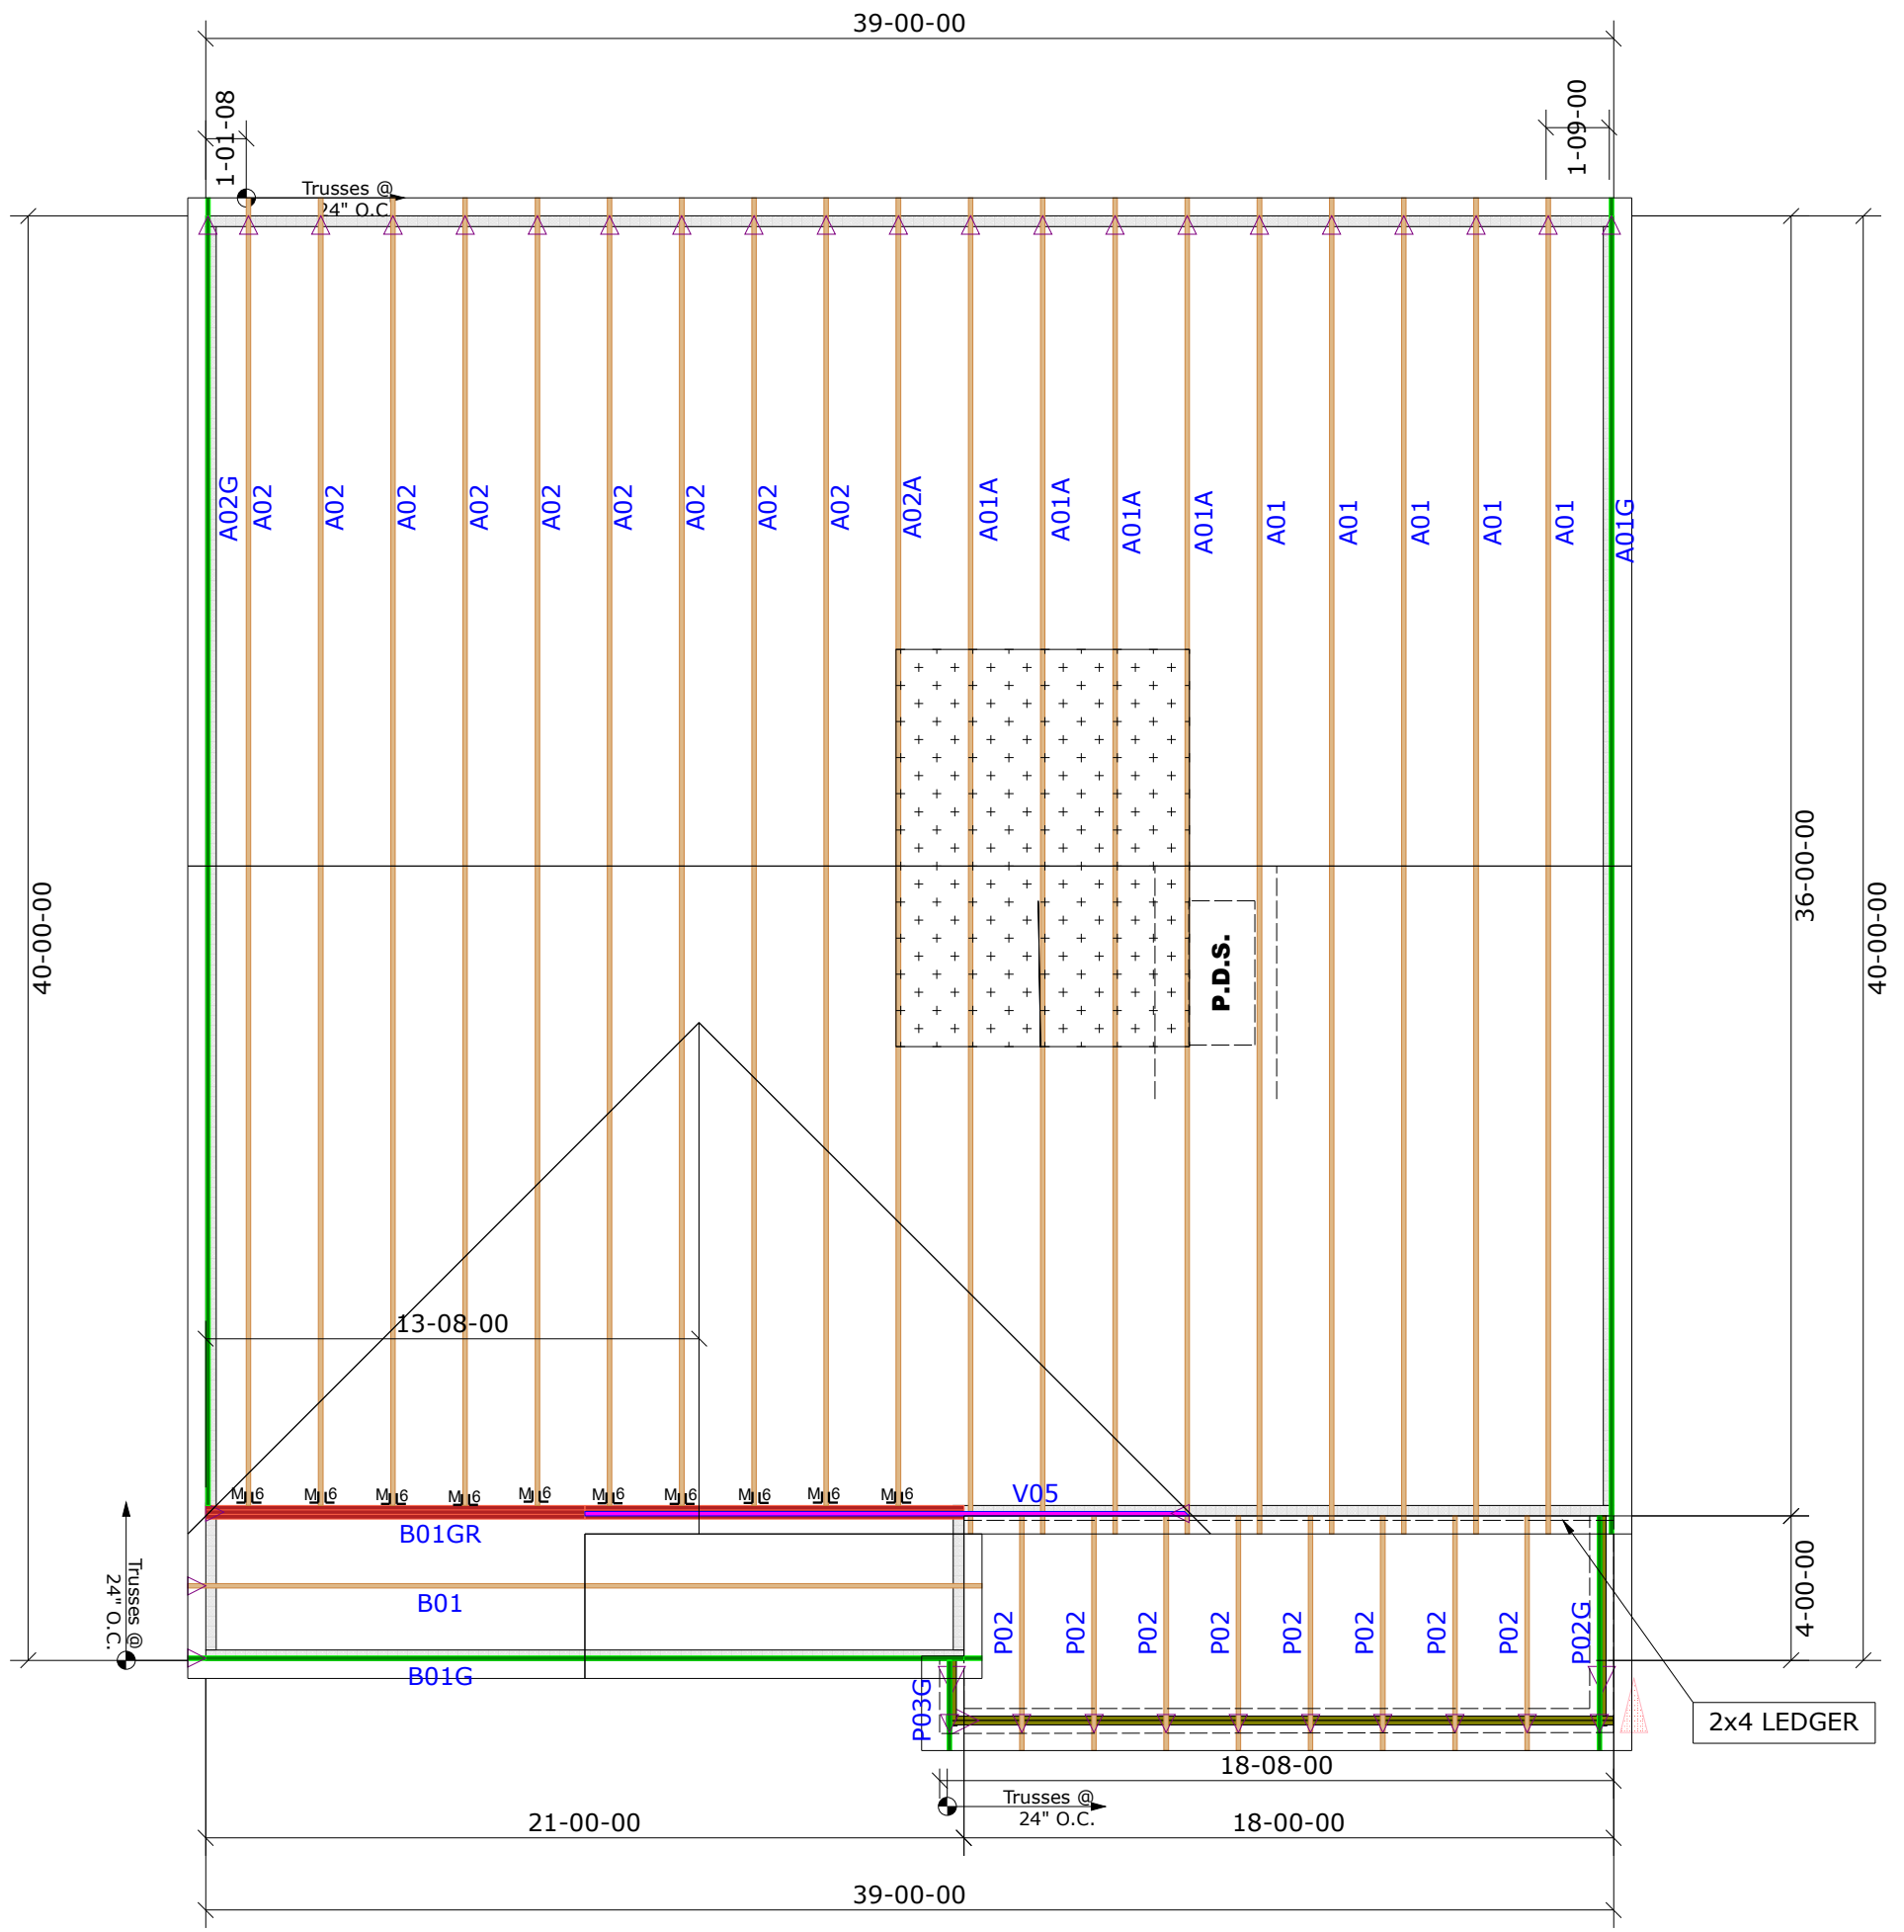 39-00-00
1-01-08
1-09-00
Trusses @
24" O.C.
A02G
A02
A02
A02
A02
A02
A02
A02
A02
A02
A02A
A01A
A01A
A01A
A01A
A01
A01
A01
A01
A01
A01G
40-00-00
36-00-00
40-00-00
P.D.S.
13-08-00
V05
B01GR
B01
B01G
Trusses @
24" O.C.
P02
P02
P02
P02
P02
P02
P02
P02
P02G
P03G
4-00-00
2x4 LEDGER
18-08-00
Trusses @
24" O.C.
21-00-00
18-00-00
39-00-00